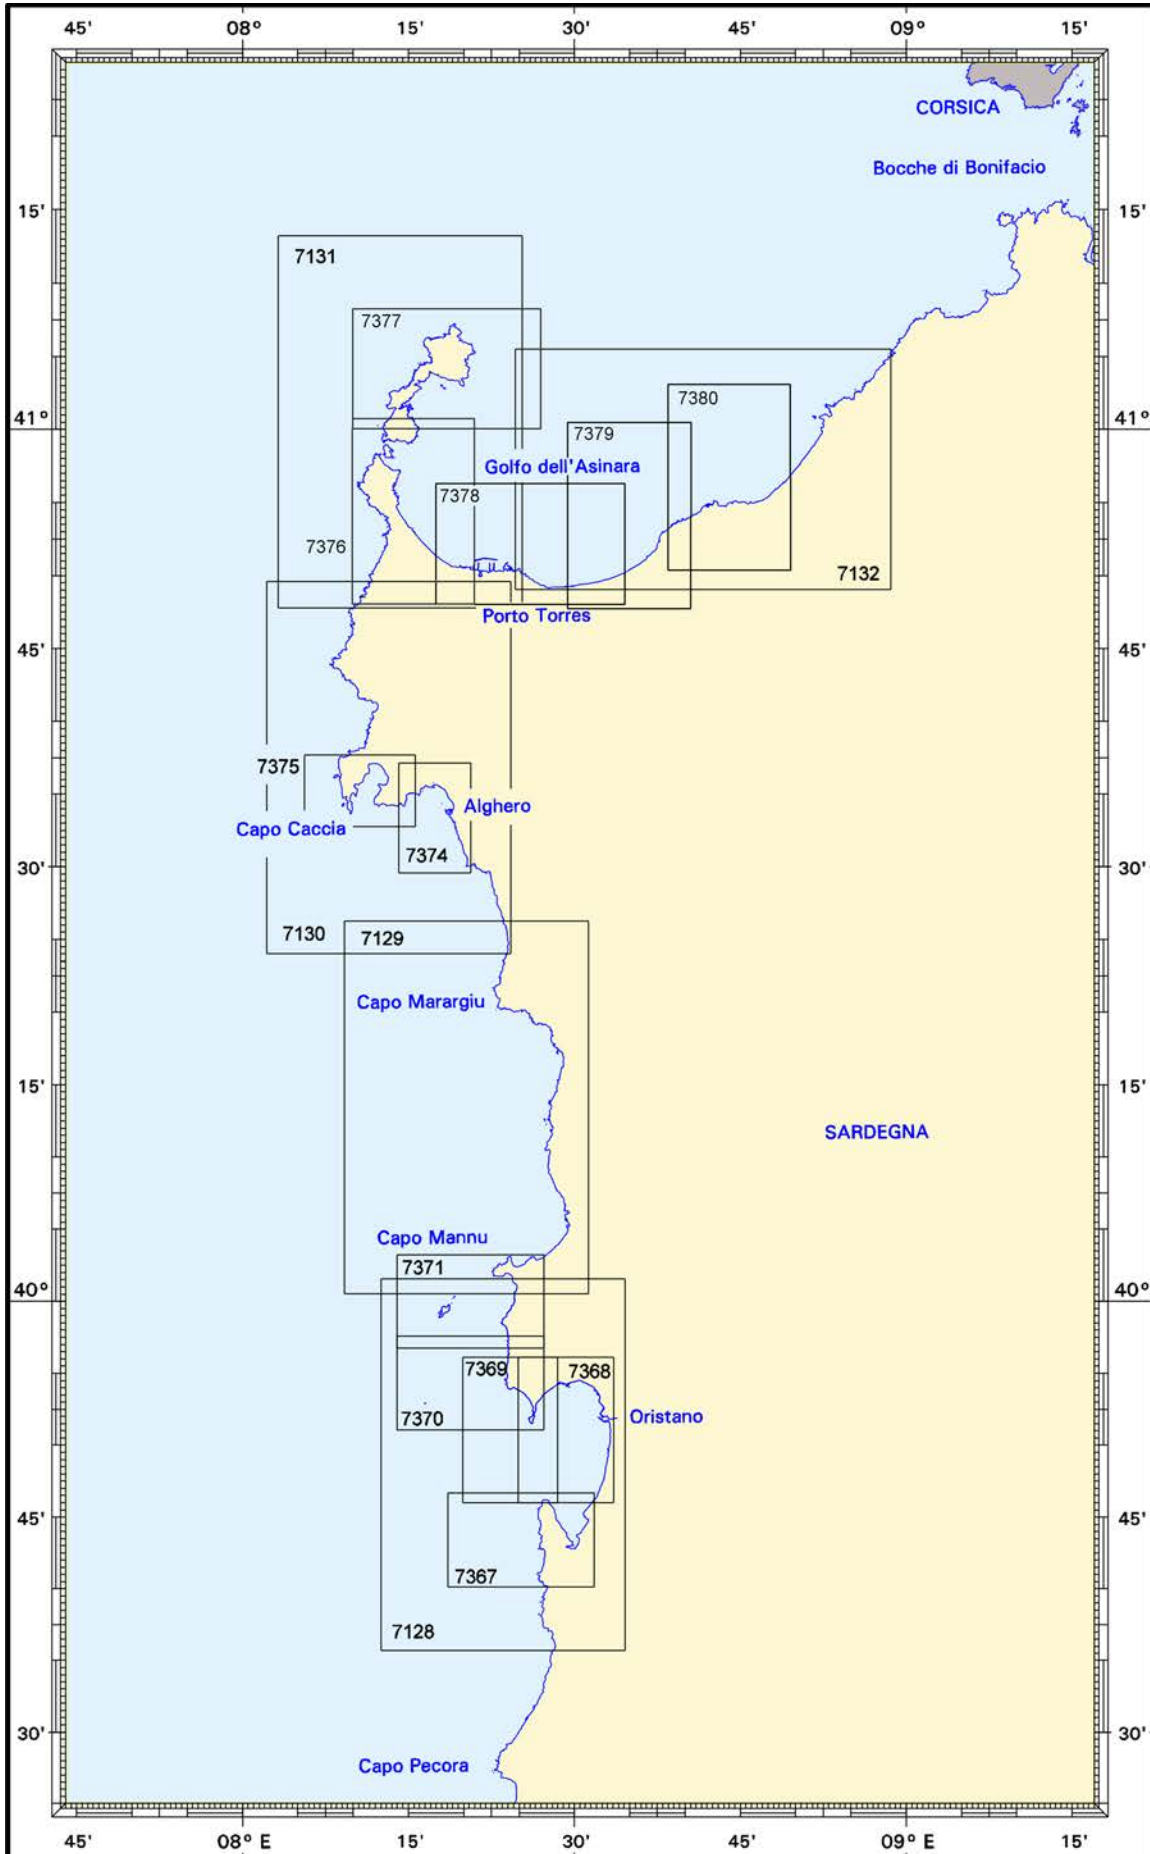 45' 08° 15' 30' 45' 09° 15'
CORSICA
Bocche di Bonifacio
15' 15'
7131
7377
7380
41° 41°
7379
Golfo dell'Asinara
7378
7376
7132
Porto Torres
45' 45'
7375
Alghero
Capo Caccia
7374
30' 30'
7130 7129
Capo Marargiu
15' 15'
SARDEGNA
Capo Mannu
7371
40° 40°
7369 7368
7370
Oristano
45' 45'
7367
7128
30' 30'
Capo Pecora
45' 08° E 15' 30' 45' 09° E 15'